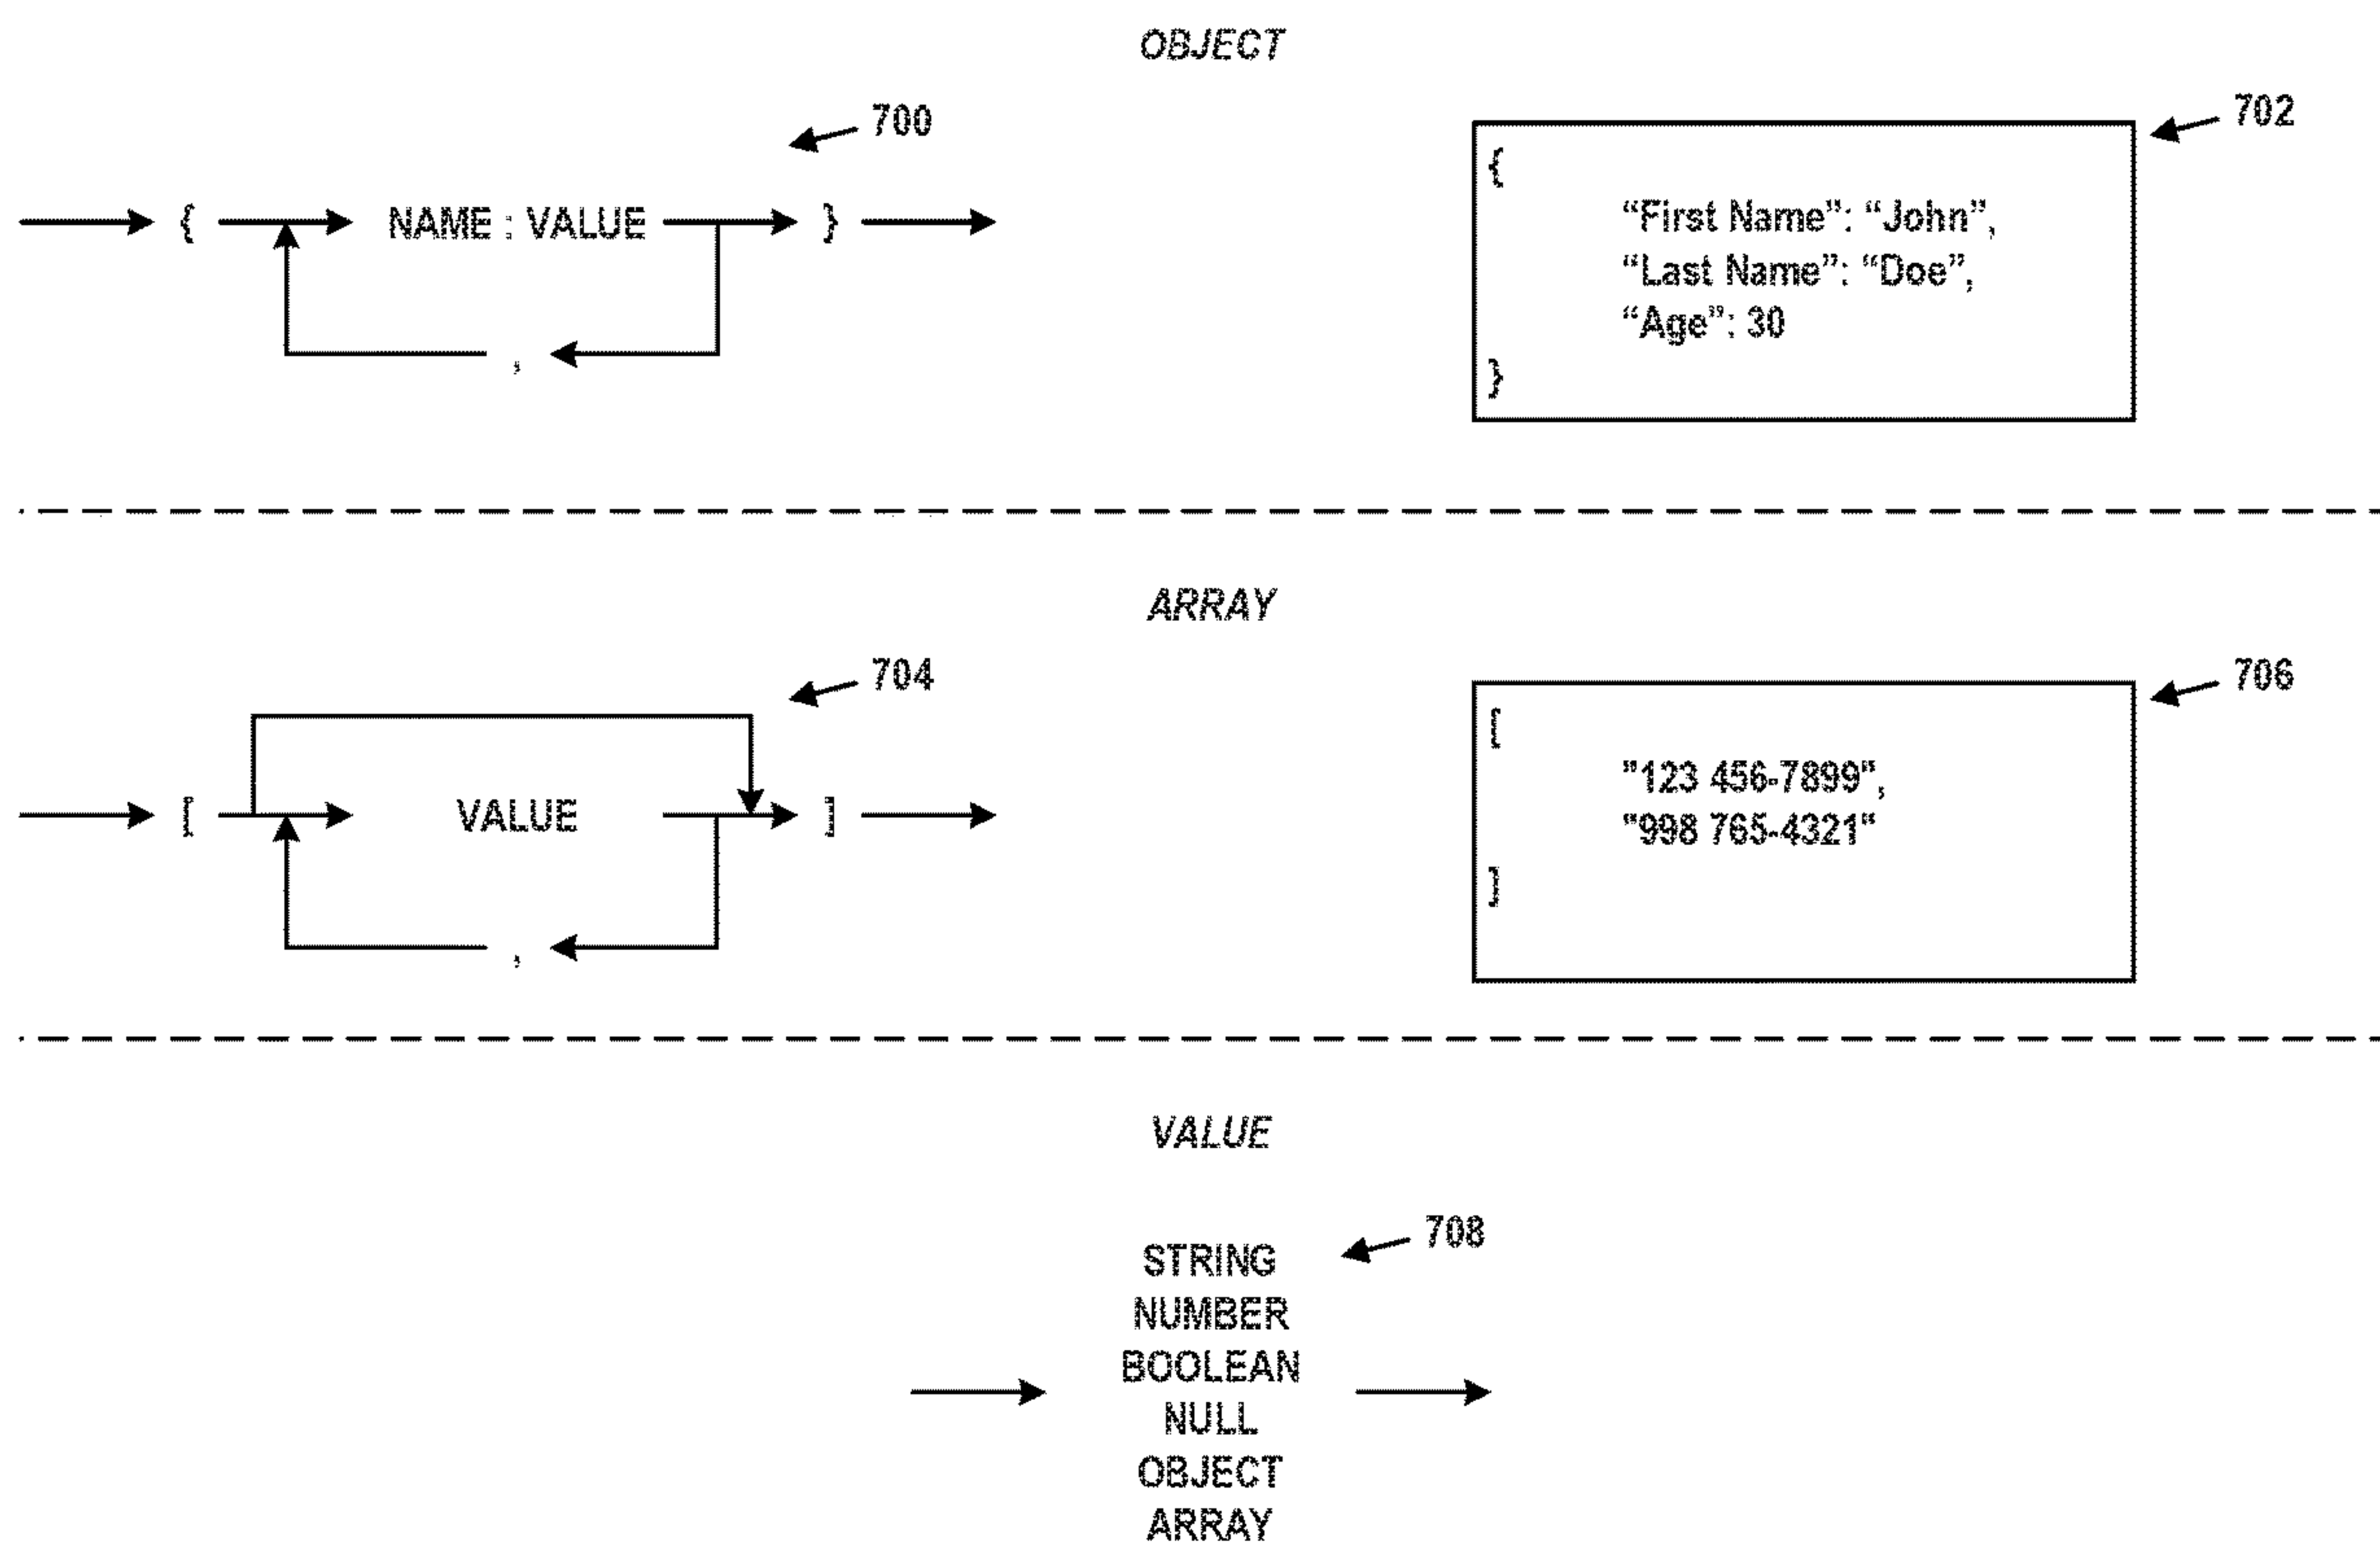 OBJECT
700
{ NAME : VALUE }
,
702
{
“First Name”: “John”,
“Last Name”: “Doe”,
“Age”: 30
}
ARRAY
704
[ VALUE ]
,
706
[
"123 456-7899",
"998 765-4321"
]
VALUE
708
STRING
NUMBER
BOOLEAN
NULL
OBJECT
ARRAY